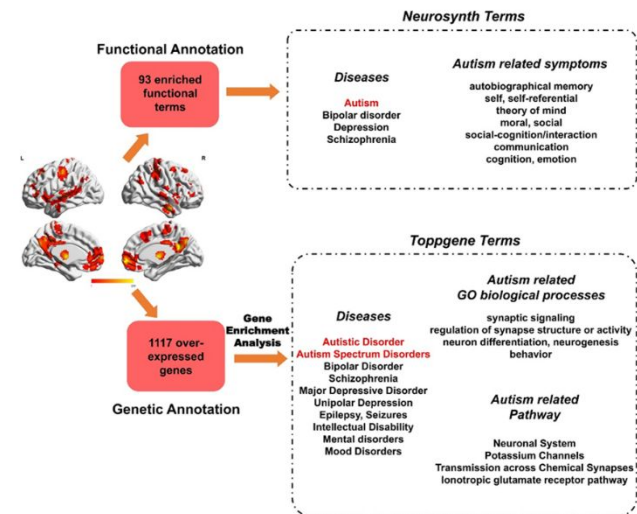 Neurosynth Terms
Functional Annotation
93 enriched
functional
terms
Diseases
Autism
Bipolar disorder
Depression
Schizophrenia
Autism related symptoms
autobiographical memory
self, self-referential
theory of mind
moral, social
social-cognition/interaction
communication
cognition, emotion
L
R
Toppgene Terms
Gene
Enrichment
Analysis
1117 over-
expressed
genes
Genetic Annotation
Diseases
Autistic Disorder
Autism Spectrum Disorders
Bipolar Disorder
Schizophrenia
Major Depressive Disorder
Unipolar Depression
Epilepsy, Seizures
Intellectual Disability
Mental disorders
Mood Disorders
Autism related
GO biological processes
synaptic signaling
regulation of synapse structure or activity
neuron differentiation, neurogenesis
behavior
Autism related
Pathway
Neuronal System
Potassium Channels
Transmission across Chemical Synapses
Ionotropic glutamate receptor pathway